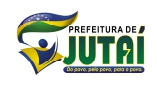 PREFEITURA DE
JUTAÍ
Do povo, pelo povo, para o povo